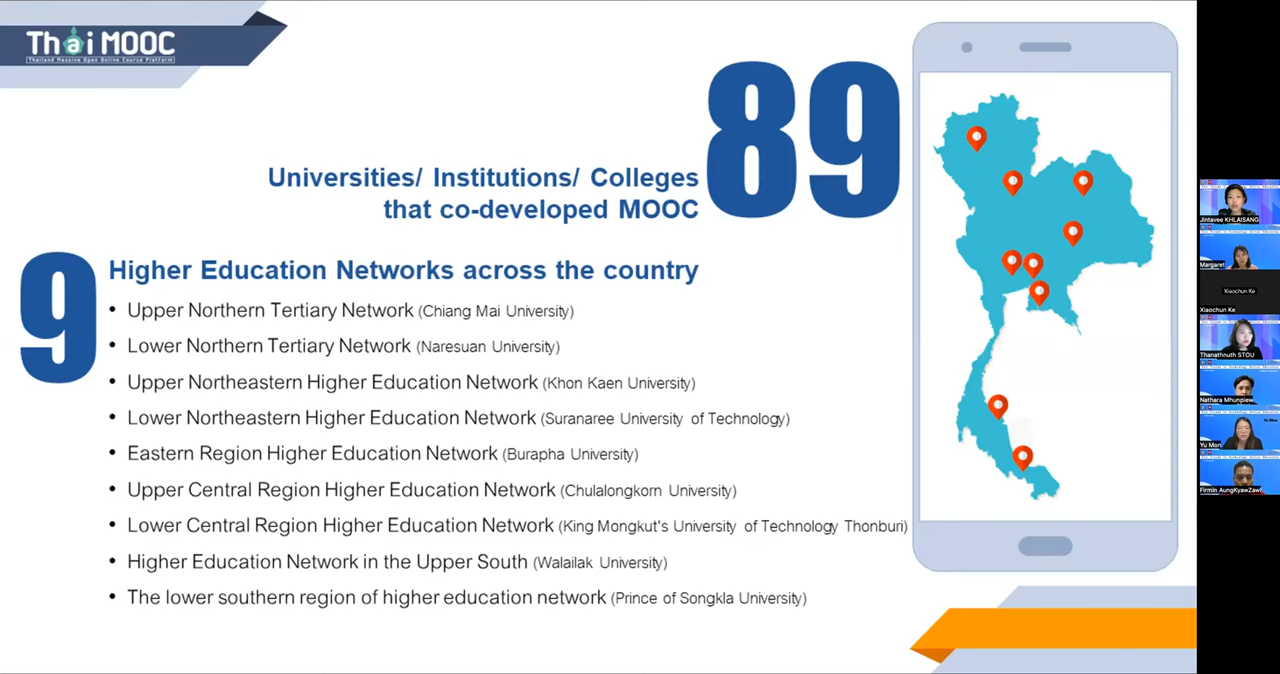 Thai MOOC
Thailand Massive Open Online Course Platform
89
Universities/ Institutions/ Colleges
that co-developed MOOC
9
Higher Education Networks across the country
• Upper Northern Tertiary Network (Chiang Mai University)
• Lower Northern Tertiary Network (Naresuan University)
• Upper Northeastern Higher Education Network (Khon Kaen University)
• Lower Northeastern Higher Education Network (Suranaree University of Technology)
• Eastern Region Higher Education Network (Burapha University)
• Upper Central Region Higher Education Network (Chulalongkorn University)
• Lower Central Region Higher Education Network (King Mongkut's University of Technology Thonburi)
• Higher Education Network in the Upper South (Walailak University)
• The lower southern region of higher education network (Prince of Songkla University)
Jintavee KHLAISANG
Margaret
Xiaochun Ke
Xiaochun Ke
Thanathnuth STOU
Nathara Mhunpiew
Yu Mon
Firmin AungKyawZaw